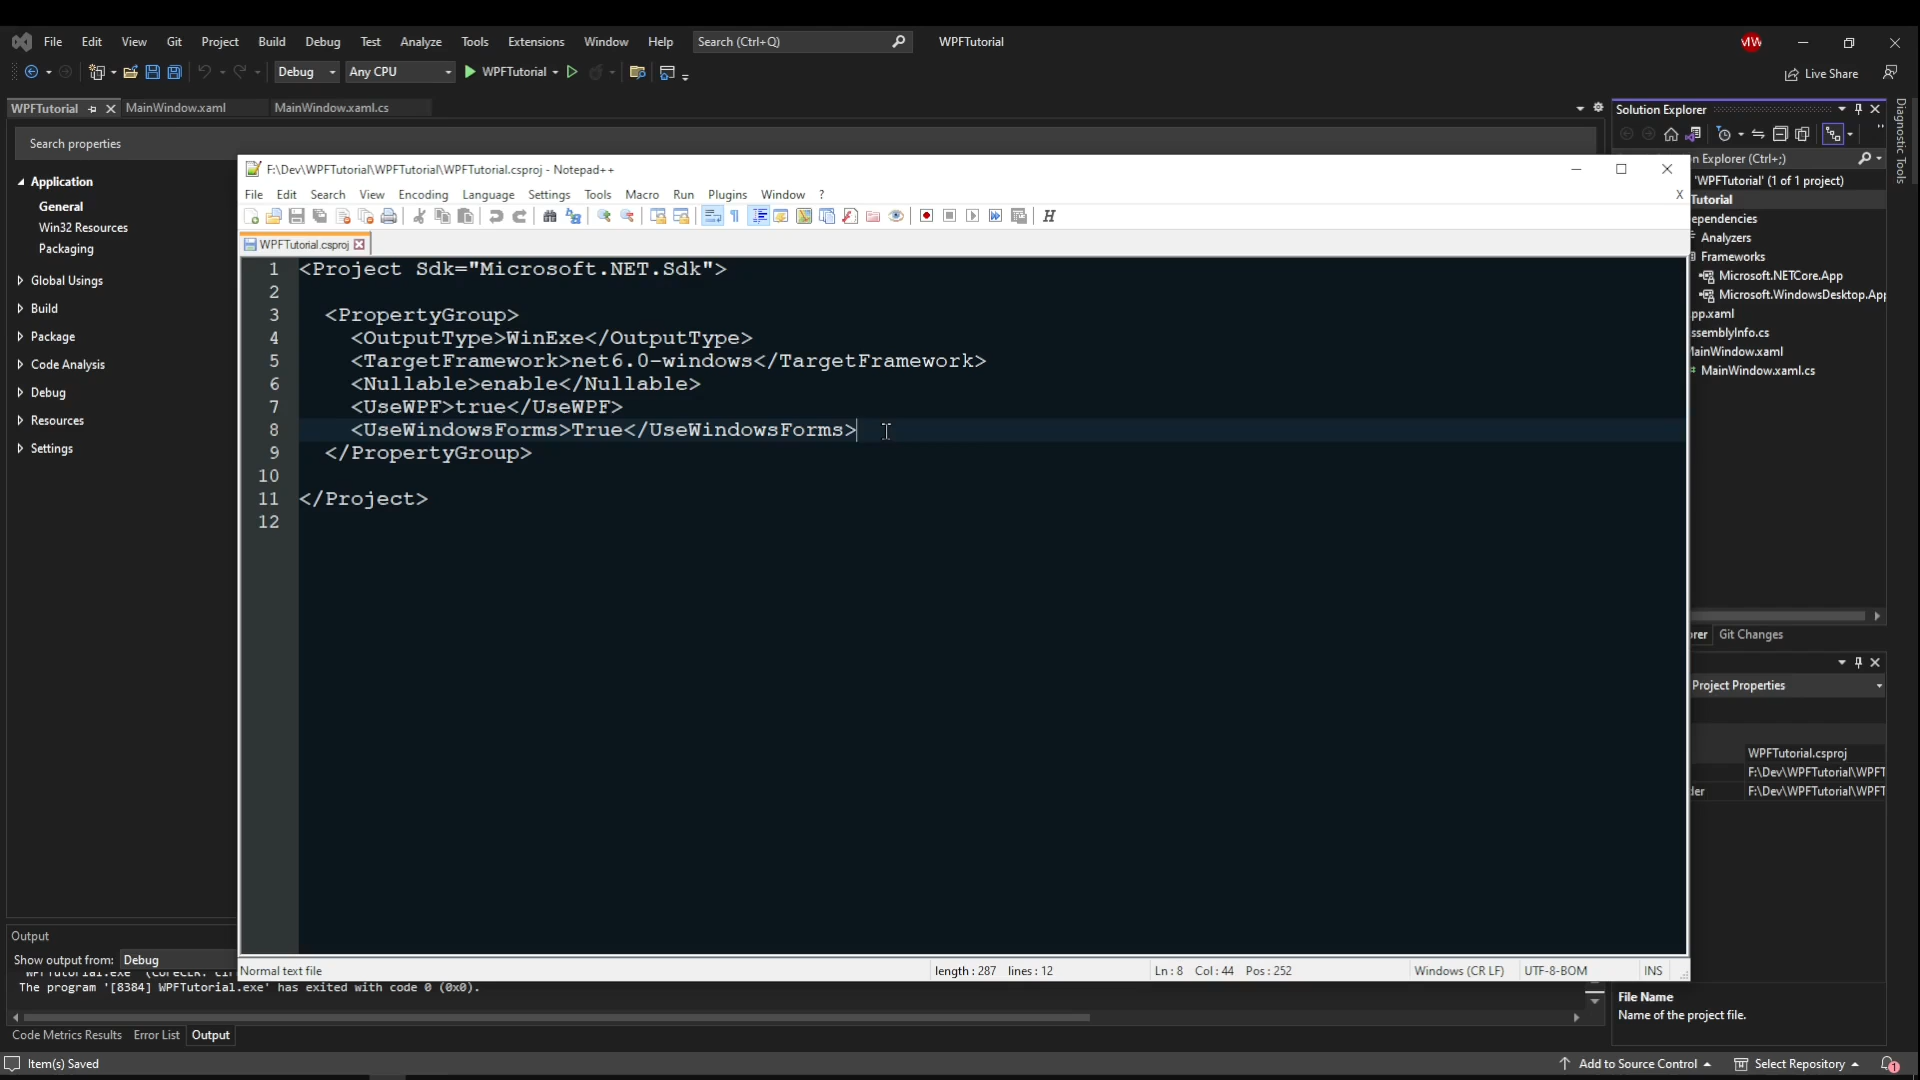 File Edit View Git Project Build Debug Test Analyze Tools Extensions Window Help Search (Ctrl+Q) WPFTutorial MW
Debug Any CPU WPFTutorial Live Share
WPFTutorial MainWindow.xaml MainWindow.xaml.cs
Search properties
Application
General
Win32 Resources
Packaging
Global Usings
Build
Package
Code Analysis
Debug
Resources
Settings
F:\Dev\WPFTutorial\WPFTutorial\WPFTutorial.csproj - Notepad++
File Edit Search View Encoding Language Settings Tools Macro Run Plugins Window ? X
WPFTutorial.csproj
1 <Project Sdk="Microsoft.NET.Sdk">
2
3 <PropertyGroup>
4 <OutputType>WinExe</OutputType>
5 <TargetFramework>net6.0-windows</TargetFramework>
6 <Nullable>enable</Nullable>
7 <UseWPF>true</UseWPF>
8 <UseWindowsForms>True</UseWindowsForms>
9 </PropertyGroup>
10
11 </Project>
12
Normal text file length : 287 lines : 12 Ln : 8 Col : 44 Pos : 252 Windows (CR LF) UTF-8-BOM INS
Solution Explorer
n Explorer (Ctrl+;)
'WPFTutorial' (1 of 1 project)
Tutorial
ependencies
Analyzers
Frameworks
Microsoft.NETCore.App
Microsoft.WindowsDesktop.App
pp.xaml
ssemblyInfo.cs
MainWindow.xaml
MainWindow.xaml.cs
Diagnostic Tools
orer Git Changes
Project Properties
WPFTutorial.csproj
F:\Dev\WPFTutorial\WPFT
der F:\Dev\WPFTutorial\WPFT
File Name
Name of the project file.
Output
Show output from: Debug
The program '[8384] WPFTutorial.exe' has exited with code 0 (0x0).
Code Metrics Results Error List Output
Item(s) Saved Add to Source Control Select Repository 1